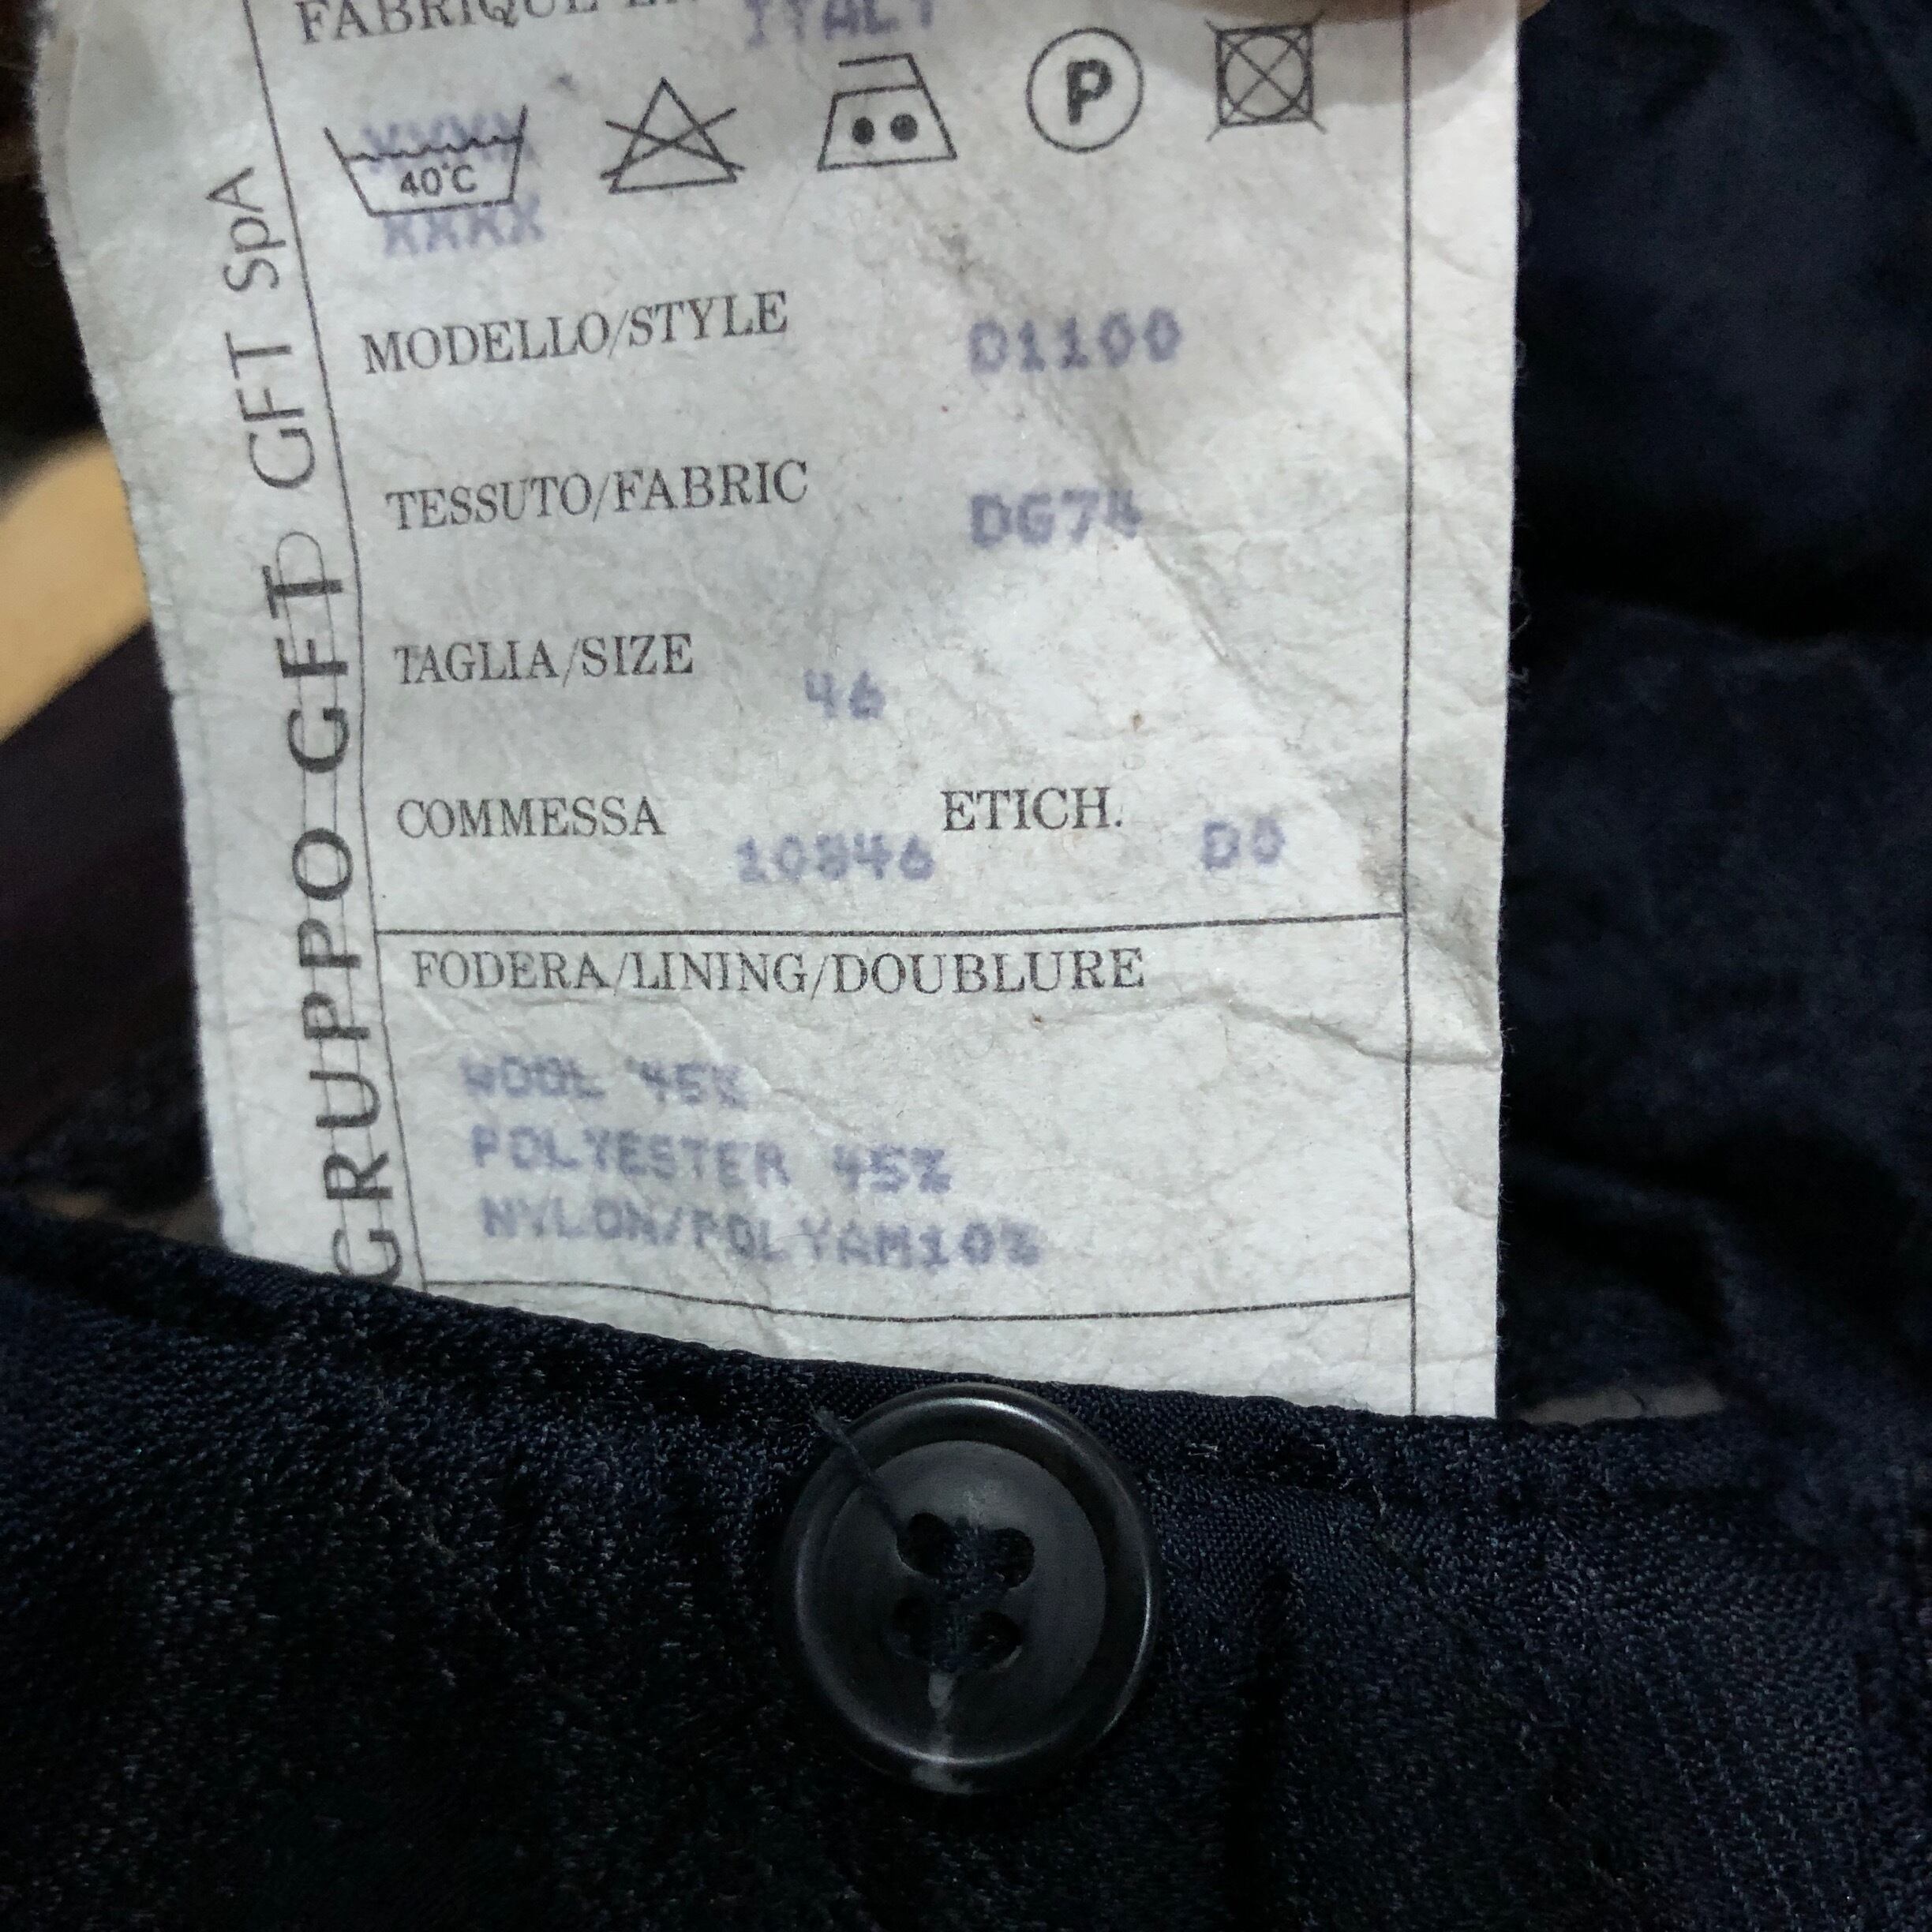 FABRIQUE EN ITALY
XXXX
40°C
XXXX
P
MODELLO/STYLE D1100
TESSUTO/FABRIC DG74
TAGLIA/SIZE 46
COMMESSA 10846 ETICH. D0
FODERA/LINING/DOUBLURE
WOOL 45%
POLYESTER 45%
NYLON/POLYAM10%
GRUPPO GFT GFT SpA